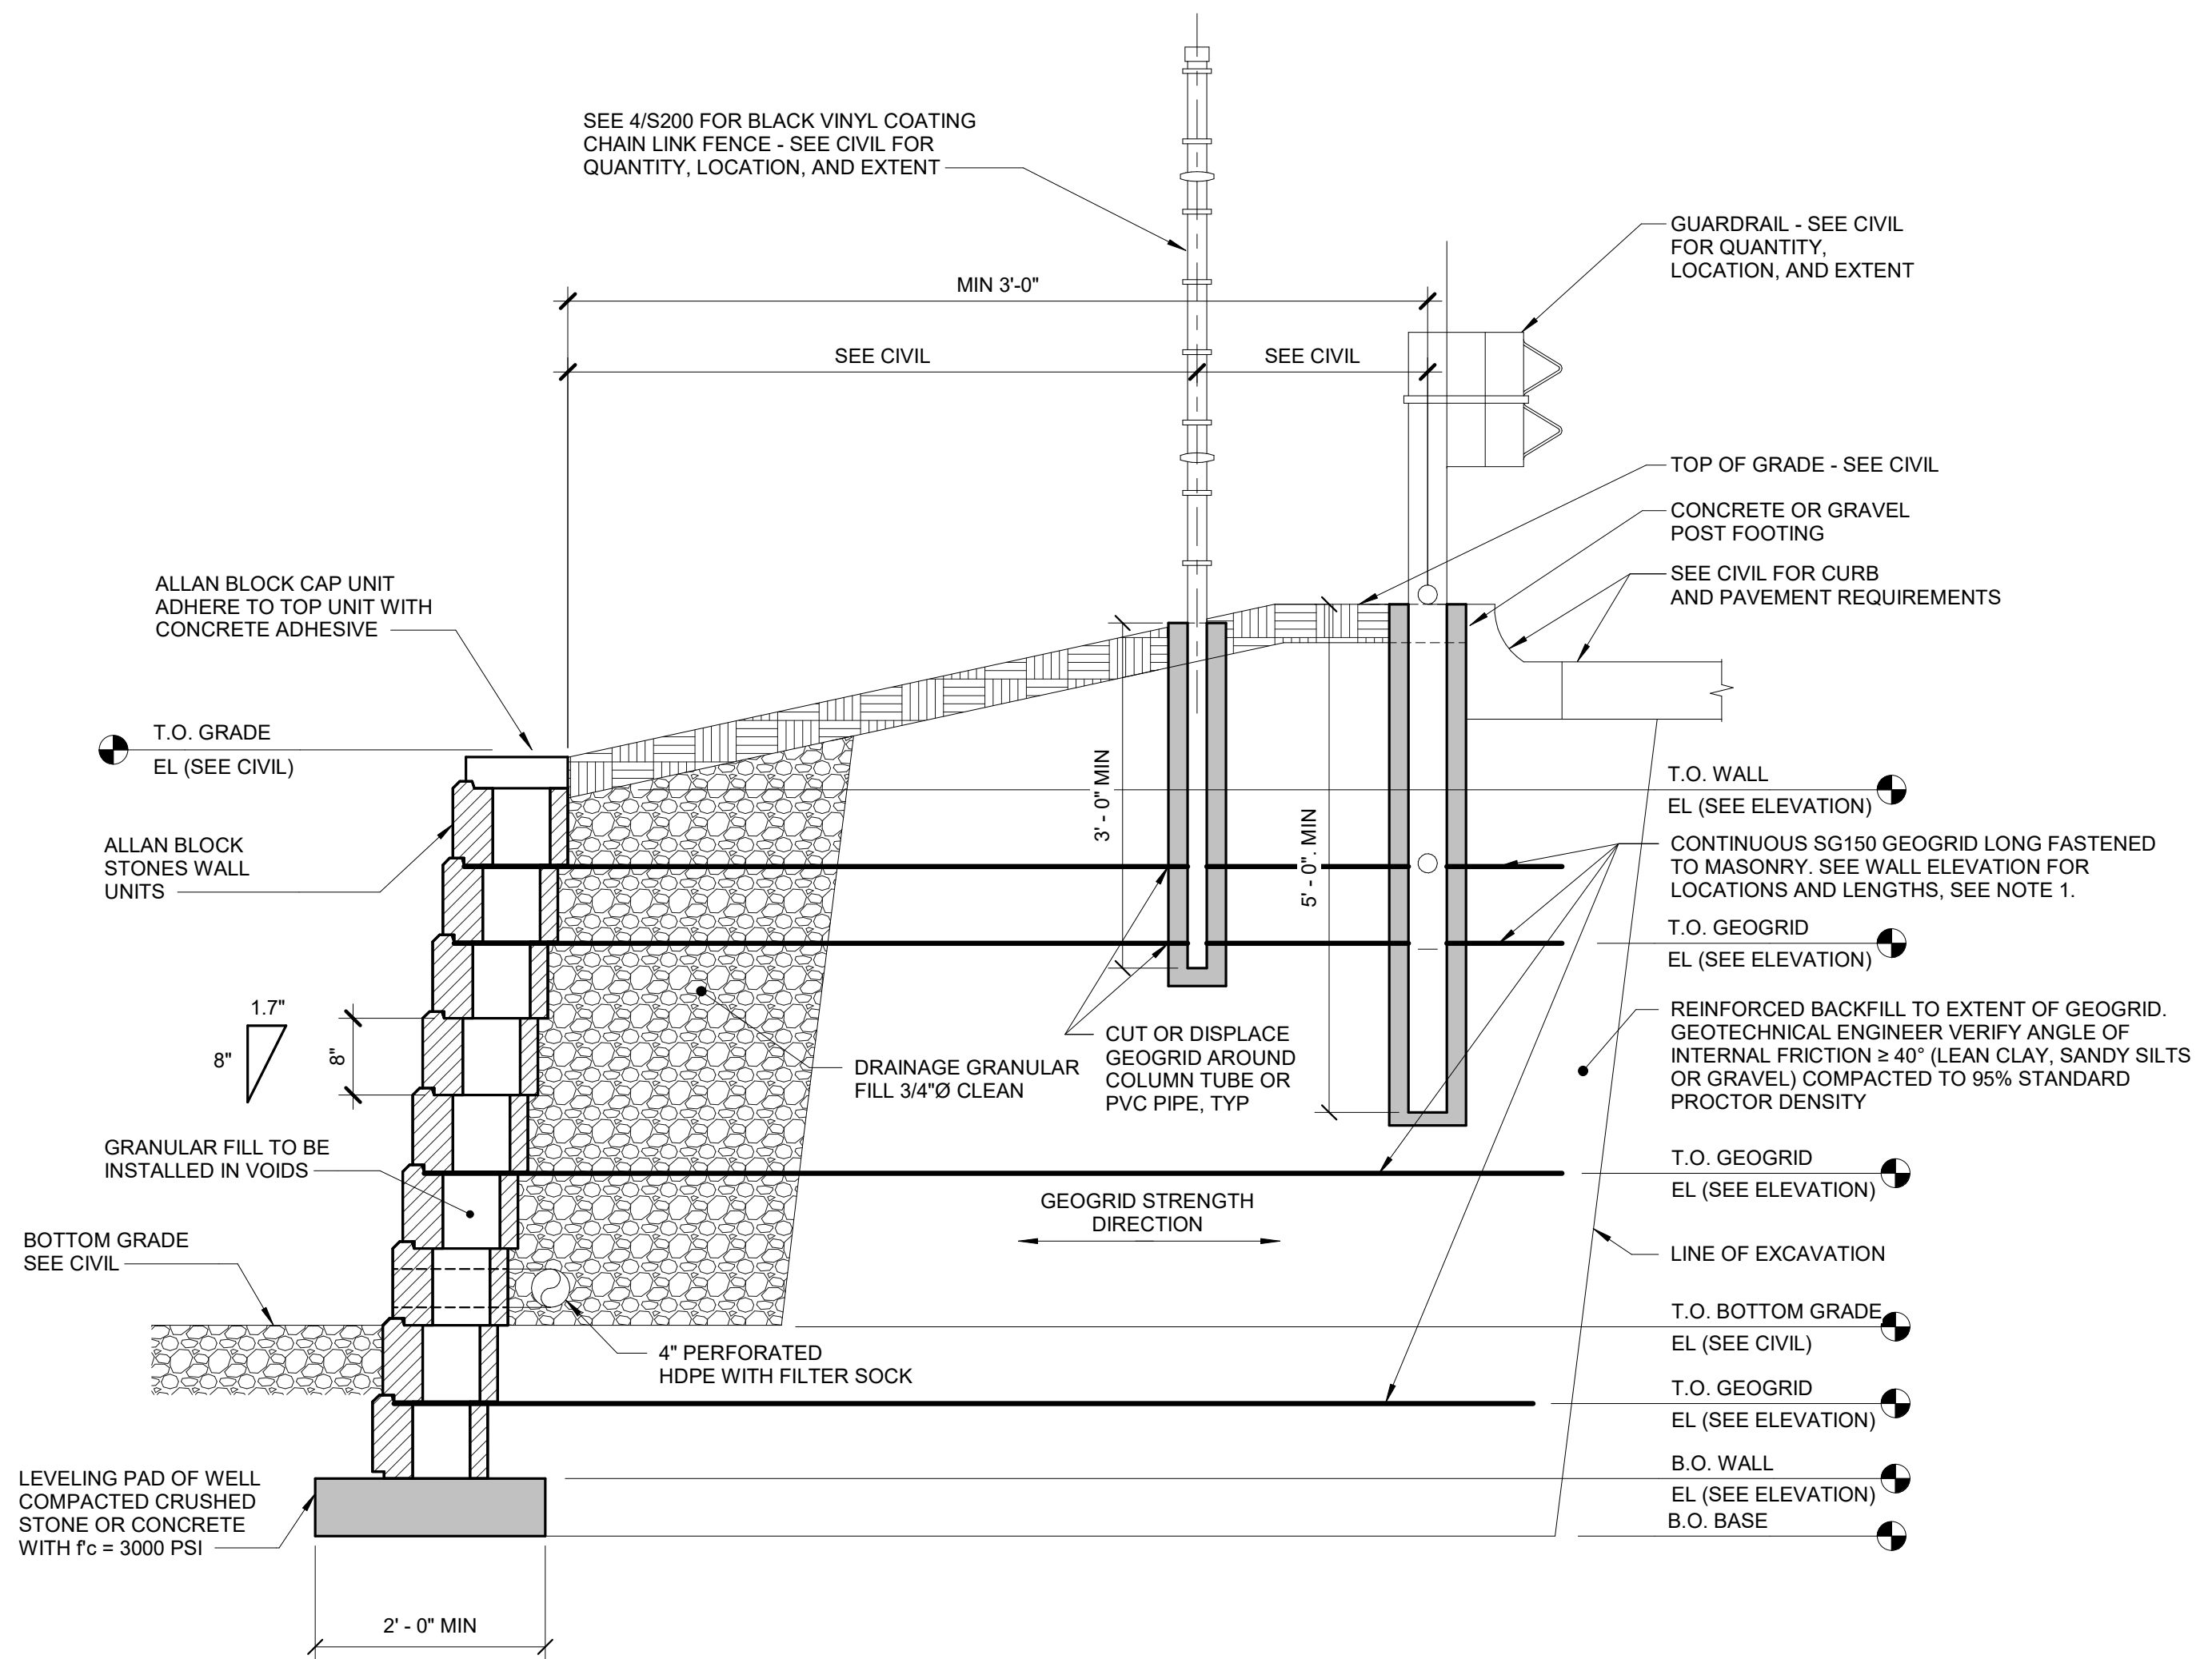 SEE 4/S200 FOR BLACK VINYL COATING
CHAIN LINK FENCE - SEE CIVIL FOR
QUANTITY, LOCATION, AND EXTENT
GUARDRAIL - SEE CIVIL
FOR QUANTITY,
LOCATION, AND EXTENT
MIN 3'-0"
SEE CIVIL
SEE CIVIL
TOP OF GRADE - SEE CIVIL
CONCRETE OR GRAVEL
POST FOOTING
SEE CIVIL FOR CURB
AND PAVEMENT REQUIREMENTS
ALLAN BLOCK CAP UNIT
ADHERE TO TOP UNIT WITH
CONCRETE ADHESIVE
T.O. GRADE
EL (SEE CIVIL)
3' - 0" MIN
5' - 0". MIN
T.O. WALL
EL (SEE ELEVATION)
ALLAN BLOCK
STONES WALL
UNITS
CONTINUOUS SG150 GEOGRID LONG FASTENED
TO MASONRY. SEE WALL ELEVATION FOR
LOCATIONS AND LENGTHS, SEE NOTE 1.
T.O. GEOGRID
EL (SEE ELEVATION)
1.7"
8"
8"
DRAINAGE GRANULAR
FILL 3/4"Ø CLEAN
CUT OR DISPLACE
GEOGRID AROUND
COLUMN TUBE OR
PVC PIPE, TYP
REINFORCED BACKFILL TO EXTENT OF GEOGRID.
GEOTECHNICAL ENGINEER VERIFY ANGLE OF
INTERNAL FRICTION ≥ 40° (LEAN CLAY, SANDY SILTS
OR GRAVEL) COMPACTED TO 95% STANDARD
PROCTOR DENSITY
GRANULAR FILL TO BE
INSTALLED IN VOIDS
T.O. GEOGRID
EL (SEE ELEVATION)
GEOGRID STRENGTH
DIRECTION
BOTTOM GRADE
SEE CIVIL
LINE OF EXCAVATION
T.O. BOTTOM GRADE
EL (SEE CIVIL)
4" PERFORATED
HDPE WITH FILTER SOCK
T.O. GEOGRID
EL (SEE ELEVATION)
LEVELING PAD OF WELL
COMPACTED CRUSHED
STONE OR CONCRETE
WITH f'c = 3000 PSI
B.O. WALL
EL (SEE ELEVATION)
B.O. BASE
2' - 0" MIN